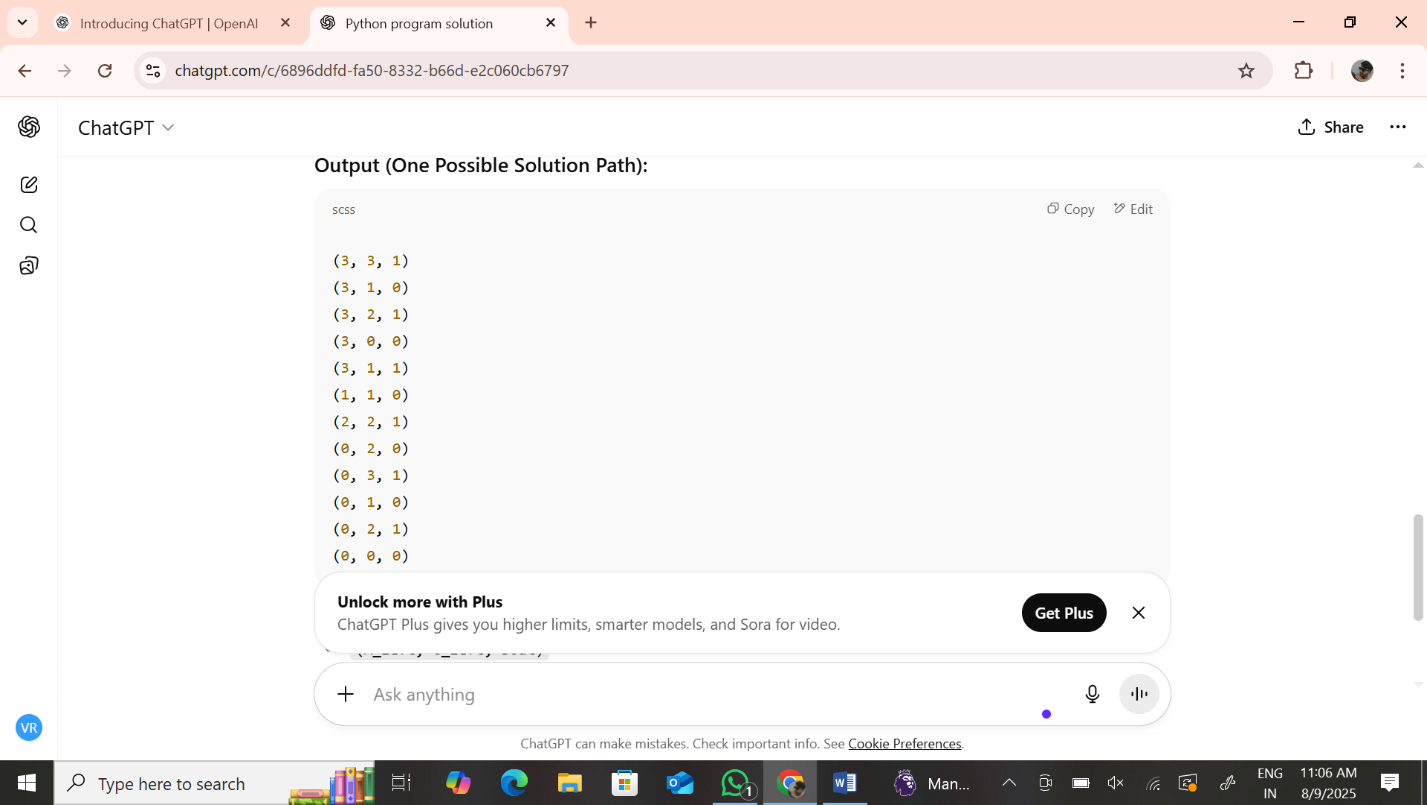 Introducing ChatGPT | OpenAI
Python program solution
chatgpt.com/c/6896ddfd-fa50-8332-b66d-e2c060cb6797
ChatGPT
Share
Output (One Possible Solution Path):
scss
Copy
Edit
(3, 3, 1)
(3, 1, 0)
(3, 2, 1)
(3, 0, 0)
(3, 1, 1)
(1, 1, 0)
(2, 2, 1)
(0, 2, 0)
(0, 3, 1)
(0, 1, 0)
(0, 2, 1)
(0, 0, 0)
Unlock more with Plus
ChatGPT Plus gives you higher limits, smarter models, and Sora for video.
Get Plus
Ask anything
VR
ChatGPT can make mistakes. Check important info. See Cookie Preferences.
Type here to search
1
Man...
ENG
IN
11:06 AM
8/9/2025